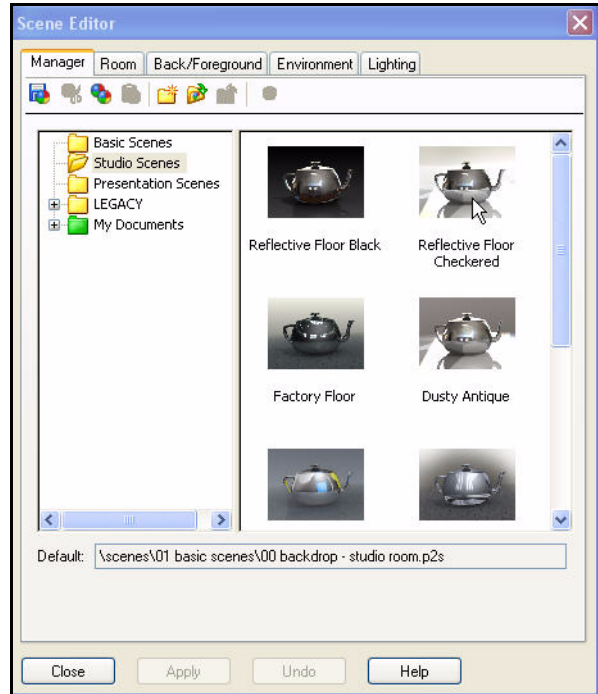 Scene Editor
Manager Room Back/Foreground Environment Lighting
Basic Scenes
Studio Scenes
Presentation Scenes
LEGACY
My Documents
Reflective Floor Black
Reflective Floor
Checkered
Factory Floor
Dusty Antique
Default: \scenes\01 basic scenes\00 backdrop - studio room.p2s
Close Apply Undo Help